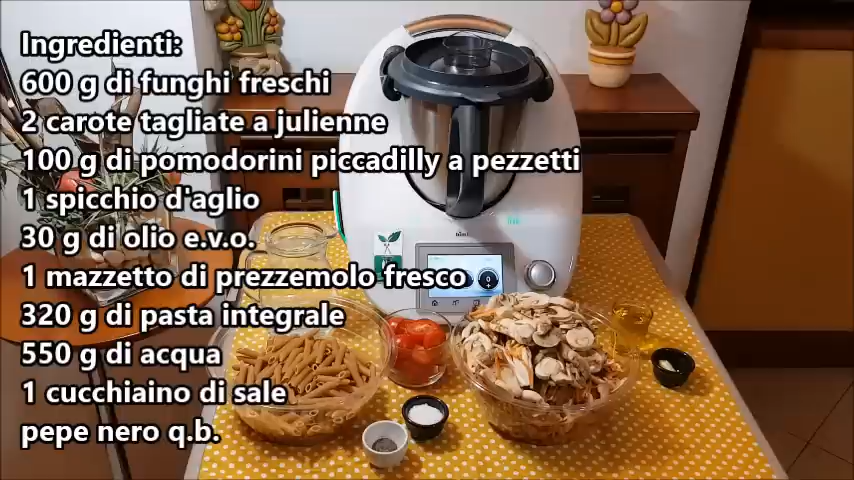 Ingredienti:
600 g di funghi freschi
2 carote tagliate a julienne
100 g di pomodorini piccadilly a pezzetti
1 spicchio d'aglio
30 g di olio e.v.o.
1 mazzetto di prezzemolo fresco
320 g di pasta integrale
550 g di acqua
1 cucchiaino di sale
pepe nero q.b.